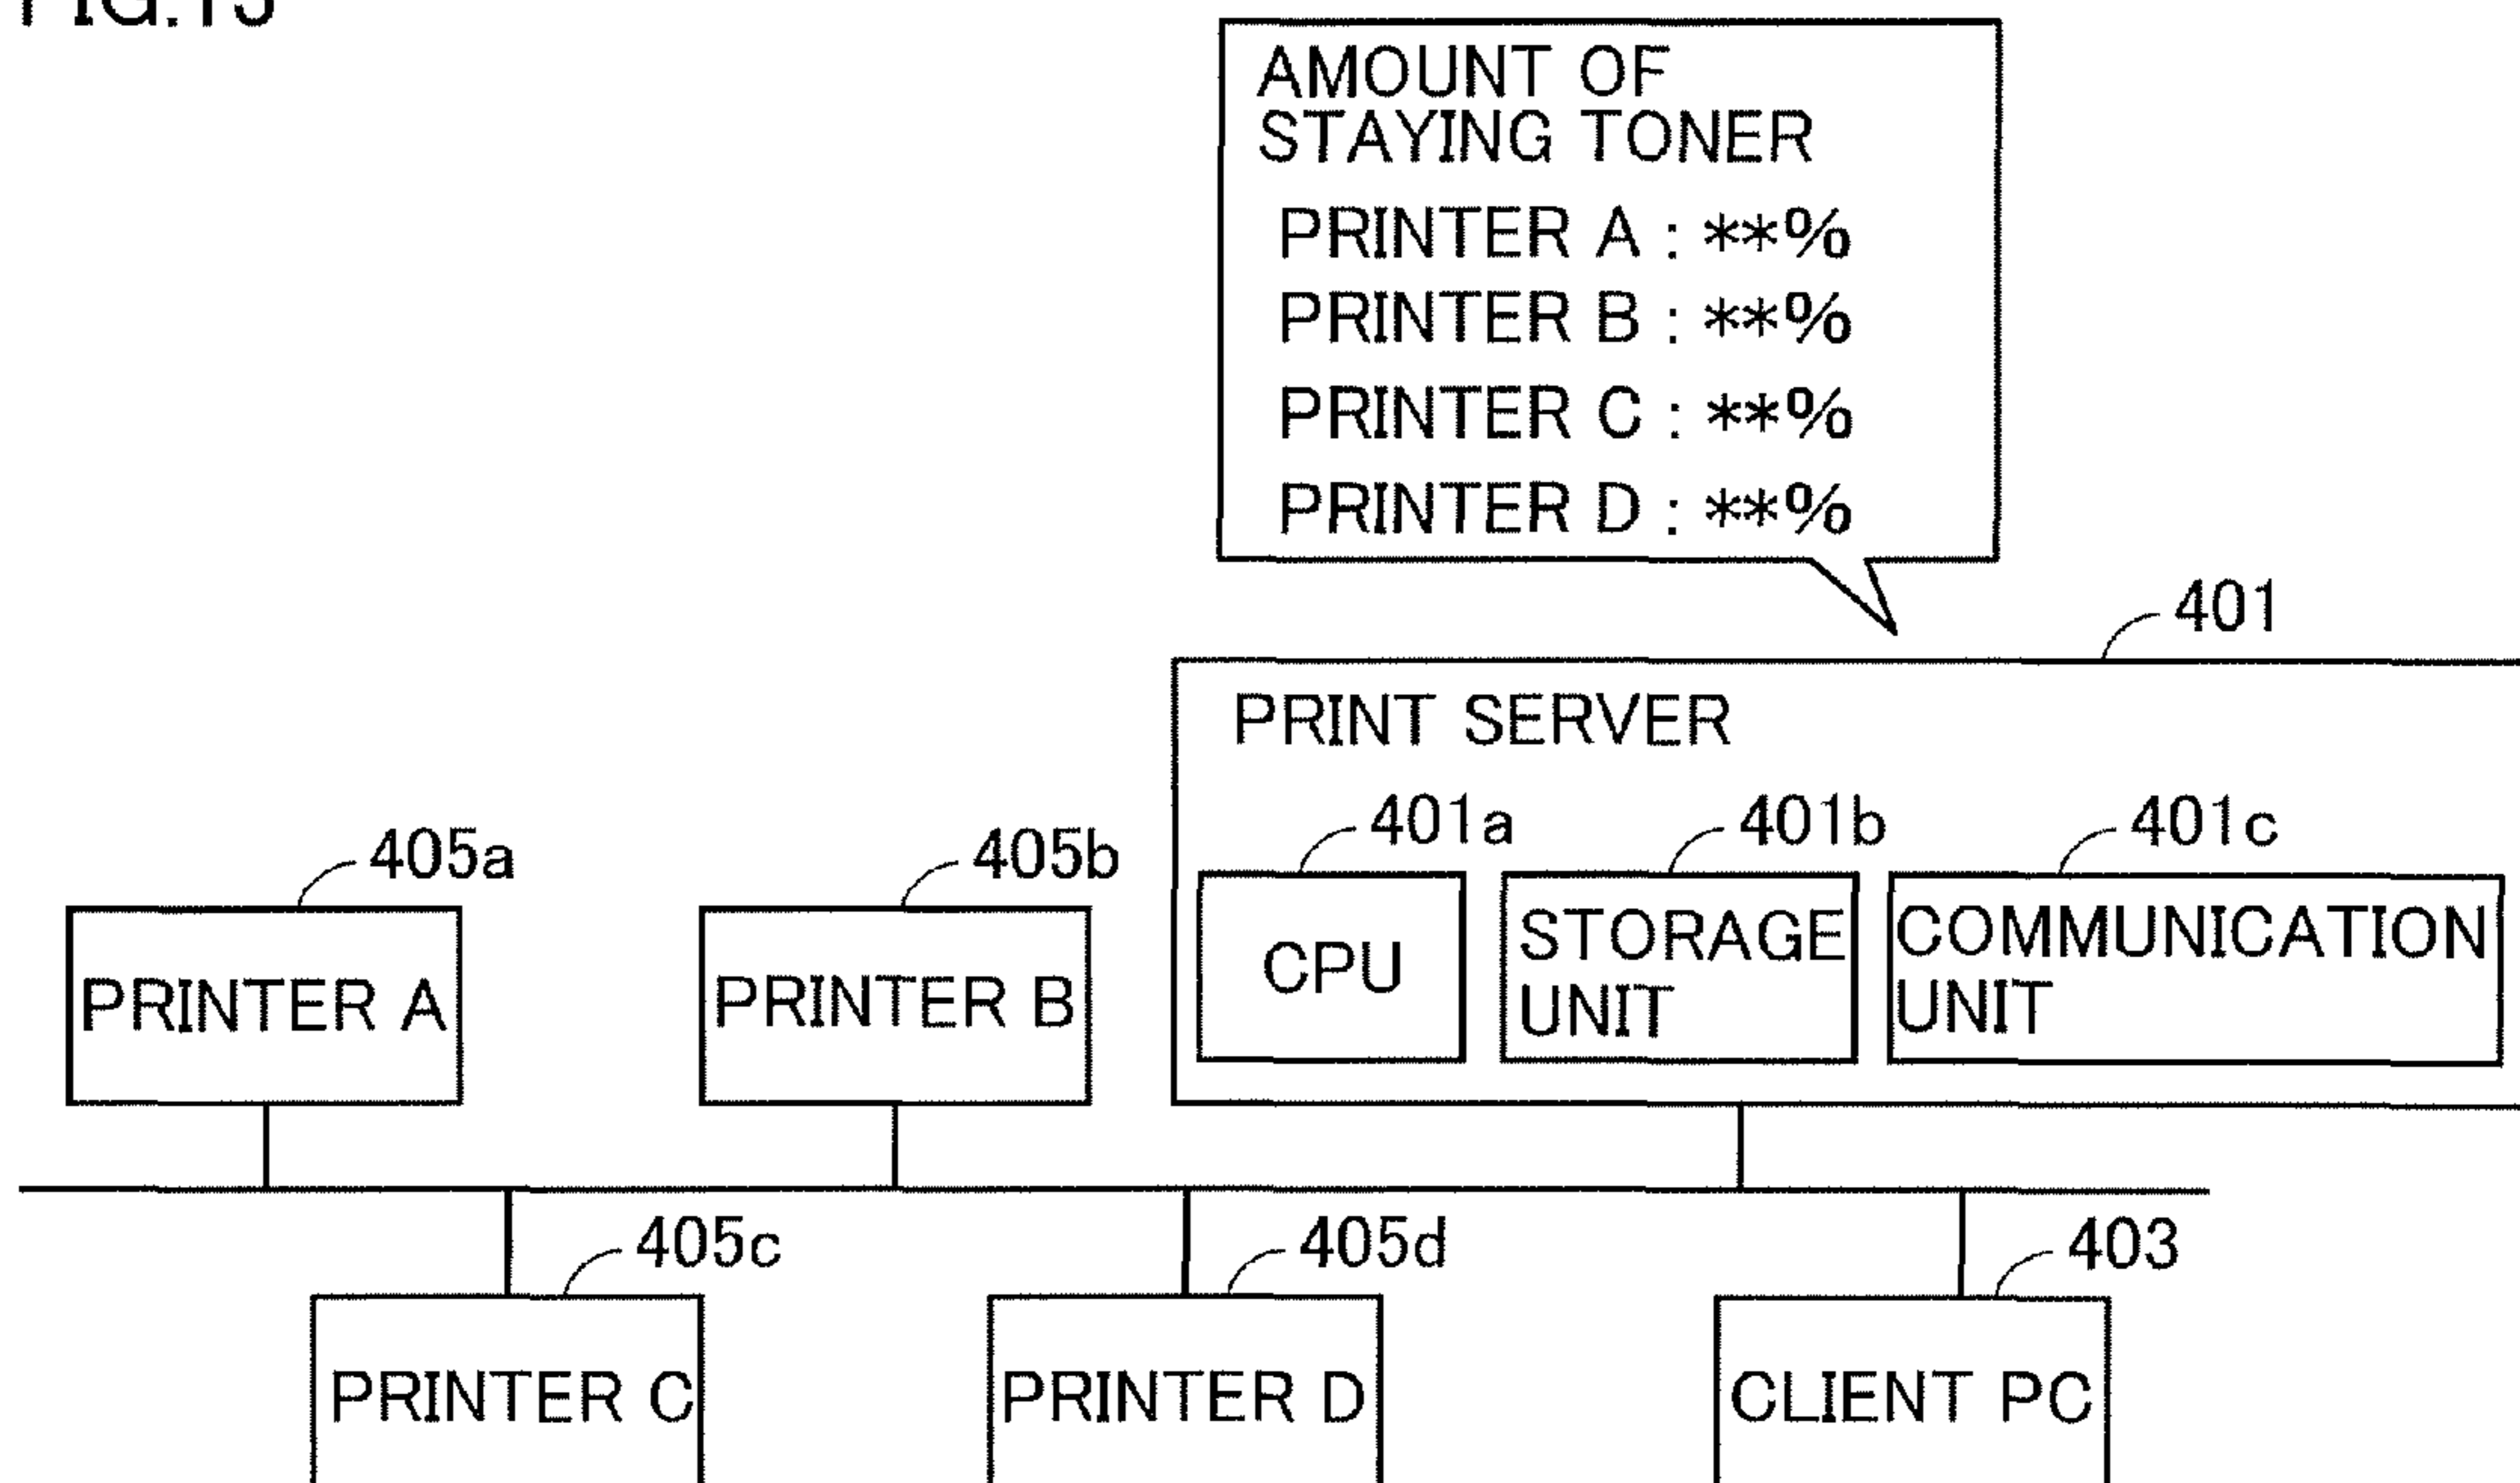 AMOUNT OF
STAYING TONER
PRINTER A : **%
PRINTER B : **%
PRINTER C : **%
PRINTER D : **%
401
PRINT SERVER
401a
401b
401c
405a
405b
CPU
STORAGE
UNIT
COMMUNICATION
UNIT
PRINTER A
PRINTER B
405c
405d
403
PRINTER C
PRINTER D
CLIENT PC